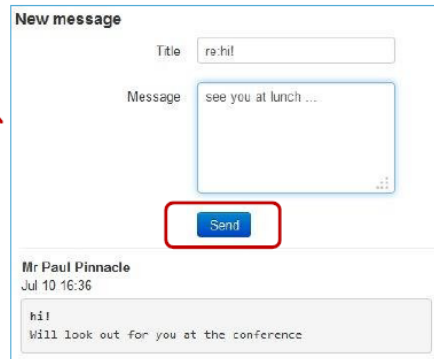 New message
Title re:hi!
Message see you at lunch ...
Send
Mr Paul Pinnacle
Jul 10 16:36
hi!
Will look out for you at the conference